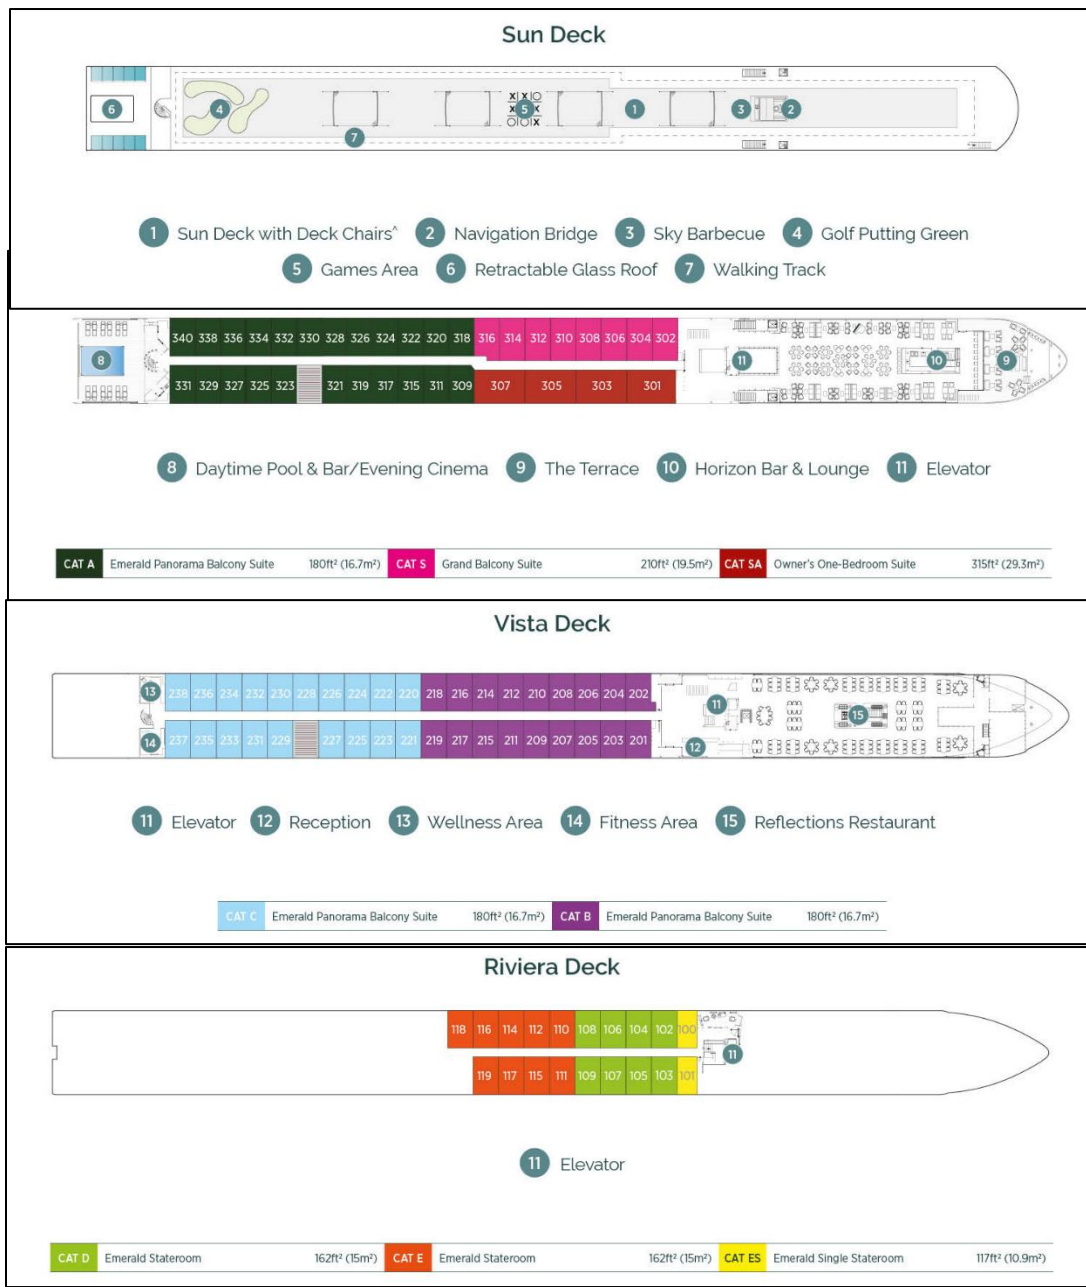 Sun Deck
6 4 7 X X O X 5 X O O X 1 3 2
1 Sun Deck with Deck Chairs^ 2 Navigation Bridge 3 Sky Barbecue 4 Golf Putting Green
5 Games Area 6 Retractable Glass Roof 7 Walking Track
340 338 336 334 332 330 328 326 324 322 320 318 316 314 312 310 308 306 304 302
8 11 10 9
331 329 327 325 323 321 319 317 315 311 309 307 305 303 301
8 Daytime Pool & Bar/Evening Cinema 9 The Terrace 10 Horizon Bar & Lounge 11 Elevator
CAT A Emerald Panorama Balcony Suite 180ft² (16.7m²) CAT S Grand Balcony Suite 210ft² (19.5m²) CAT SA Owner's One-Bedroom Suite 315ft² (29.3m²)
Vista Deck
13 238 236 234 232 230 228 226 224 222 220 218 216 214 212 210 208 206 204 202 11 15
14 237 235 233 231 229 227 225 223 221 219 217 215 211 209 207 205 203 201 12
11 Elevator 12 Reception 13 Wellness Area 14 Fitness Area 15 Reflections Restaurant
CAT C Emerald Panorama Balcony Suite 180ft² (16.7m²) CAT B Emerald Panorama Balcony Suite 180ft² (16.7m²)
Riviera Deck
118 116 114 112 110 108 106 104 102 100
11
119 117 115 111 109 107 105 103 101
11 Elevator
CAT D Emerald Stateroom 162ft² (15m²) CAT E Emerald Stateroom 162ft² (15m²) CAT ES Emerald Single Stateroom 117ft² (10.9m²)